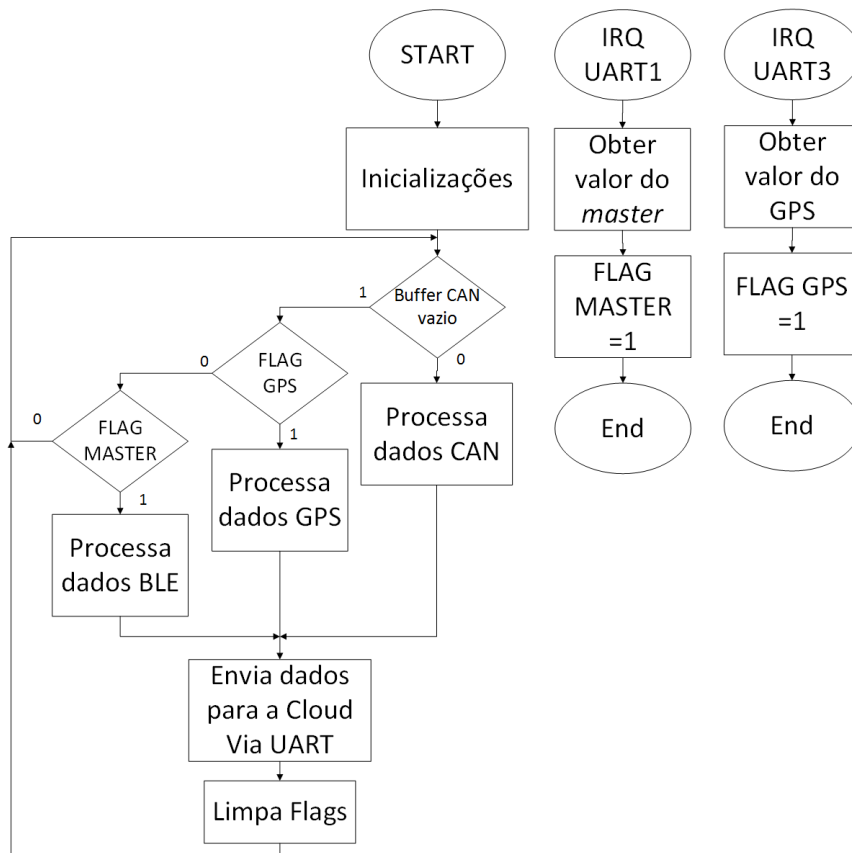 START
IRQ
UART1
IRQ
UART3
Inicializações
Obter
valor do
master
Obter
valor do
GPS
Buffer CAN
vazio
1
0
FLAG
MASTER
=1
FLAG GPS
=1
FLAG
GPS
0
1
Processa
dados CAN
End
End
FLAG
MASTER
0
1
Processa
dados GPS
Processa
dados BLE
Envia dados
para a Cloud
Via UART
Limpa Flags